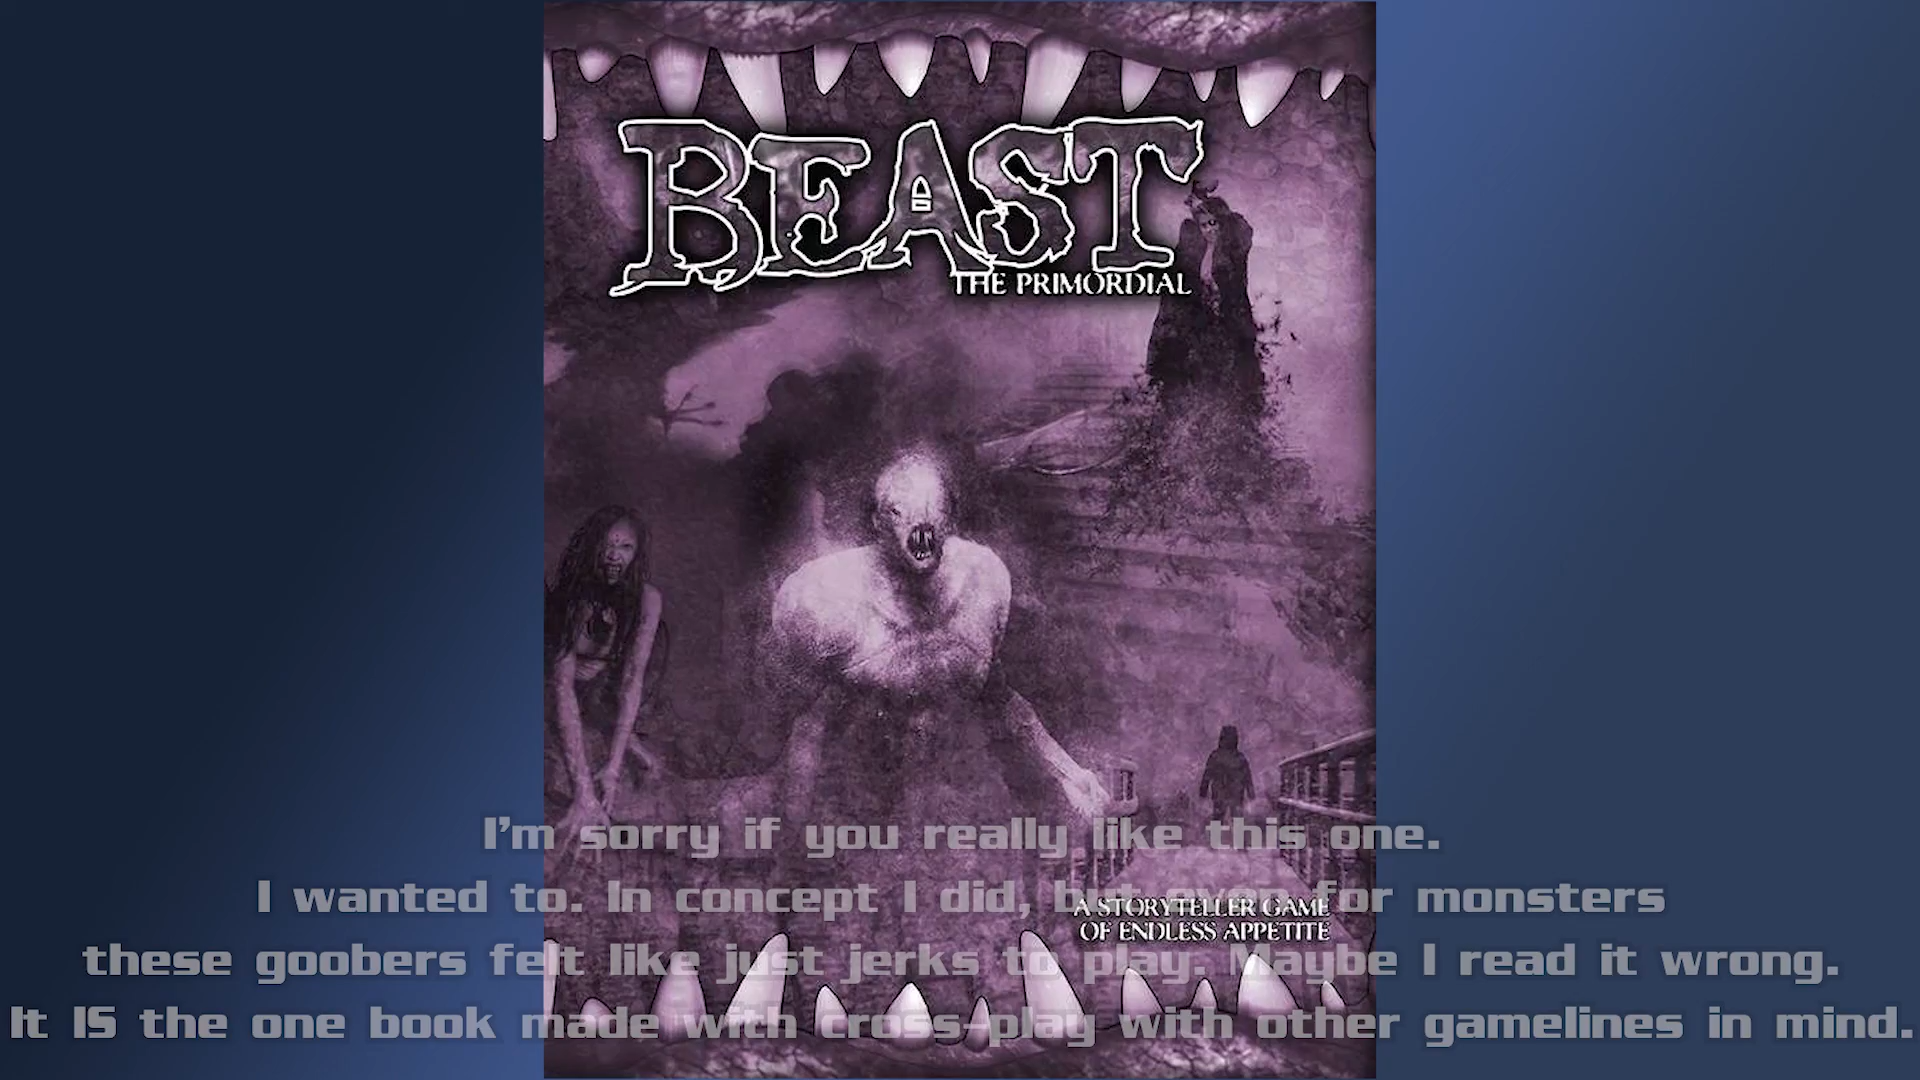 BEAST
THE PRIMORDIAL
I'm sorry if you really like this one.
I wanted to. In concept I did, but even for monsters
A STORYTELLER GAME
OF ENDLESS APPETITE
these goobers felt like just jerks to play. Maybe I read it wrong.
It IS the one book made with cross-play with other gamelines in mind.